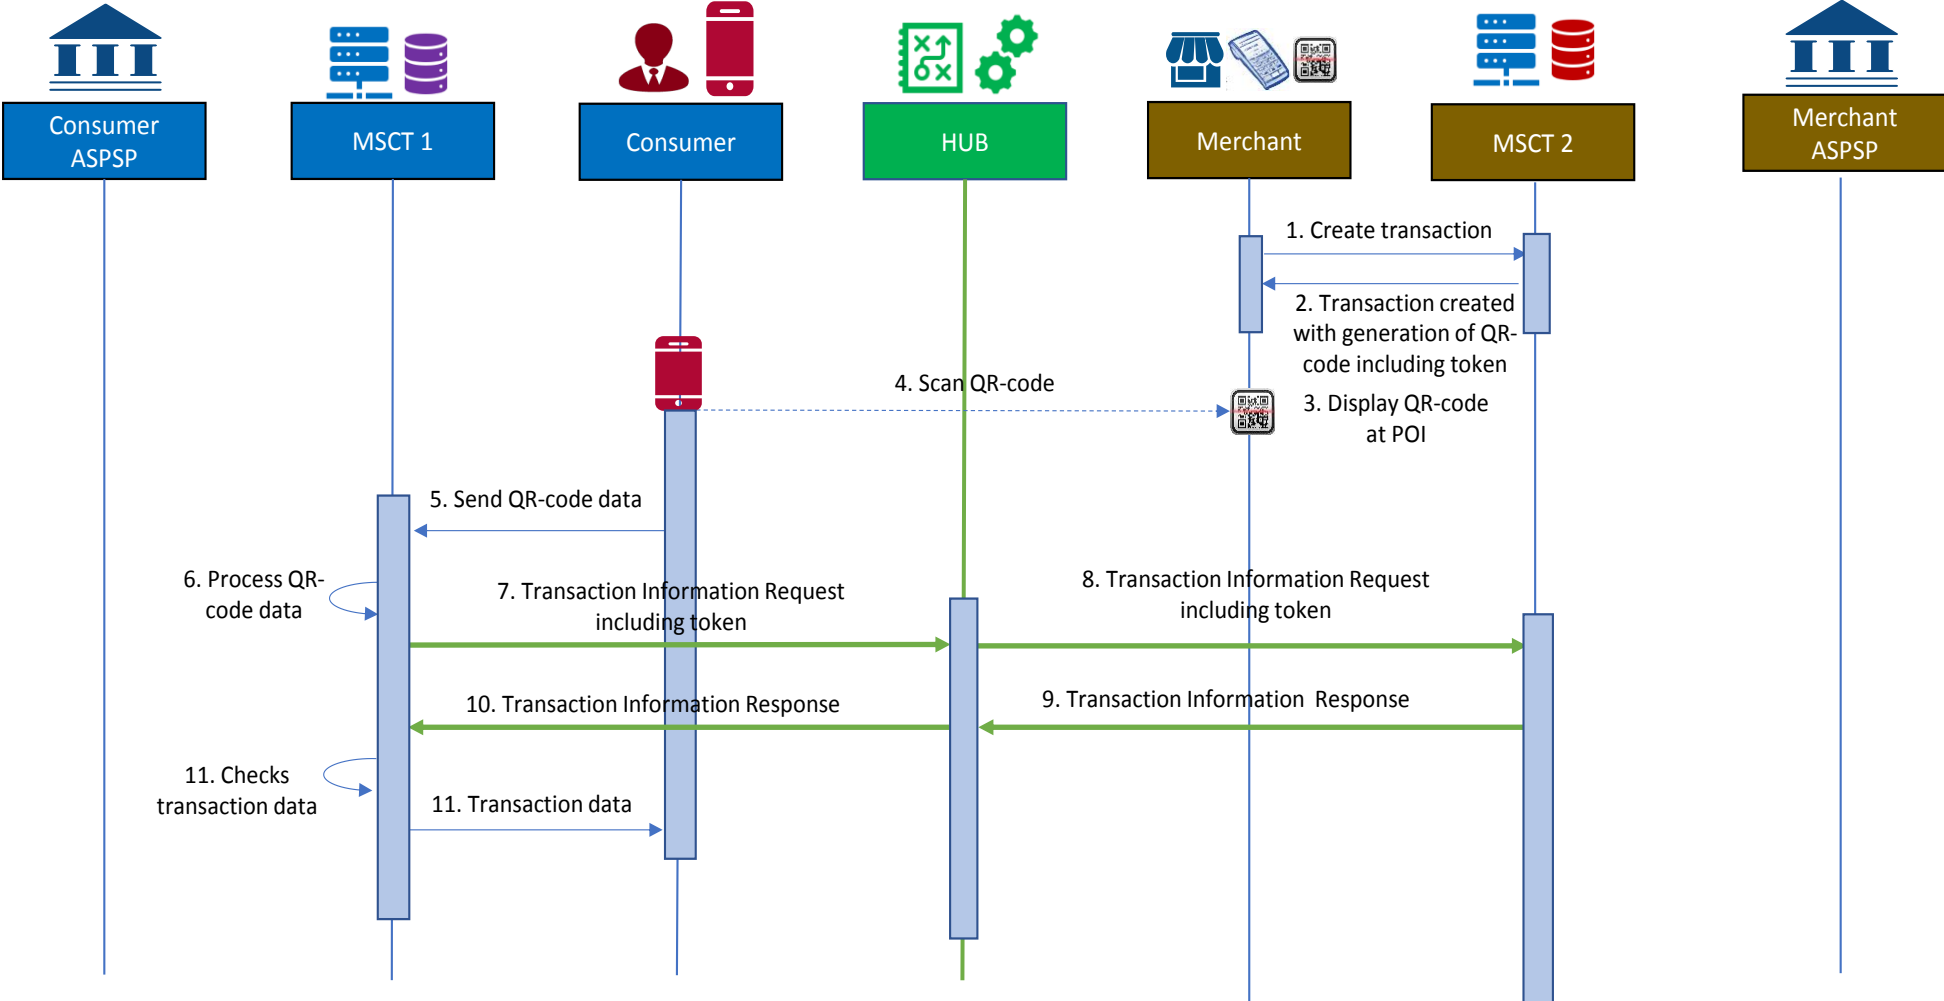 Consumer
ASPSP
MSCT 1
Consumer
HUB
Merchant
MSCT 2
Merchant
ASPSP
1. Create transaction
2. Transaction created
with generation of QR-
code including token
3. Display QR-code
at POI
4. Scan QR-code
5. Send QR-code data
6. Process QR-
code data
7. Transaction Information Request
including token
8. Transaction Information Request
including token
9. Transaction Information  Response
10. Transaction Information Response
11. Checks
transaction data
11. Transaction data